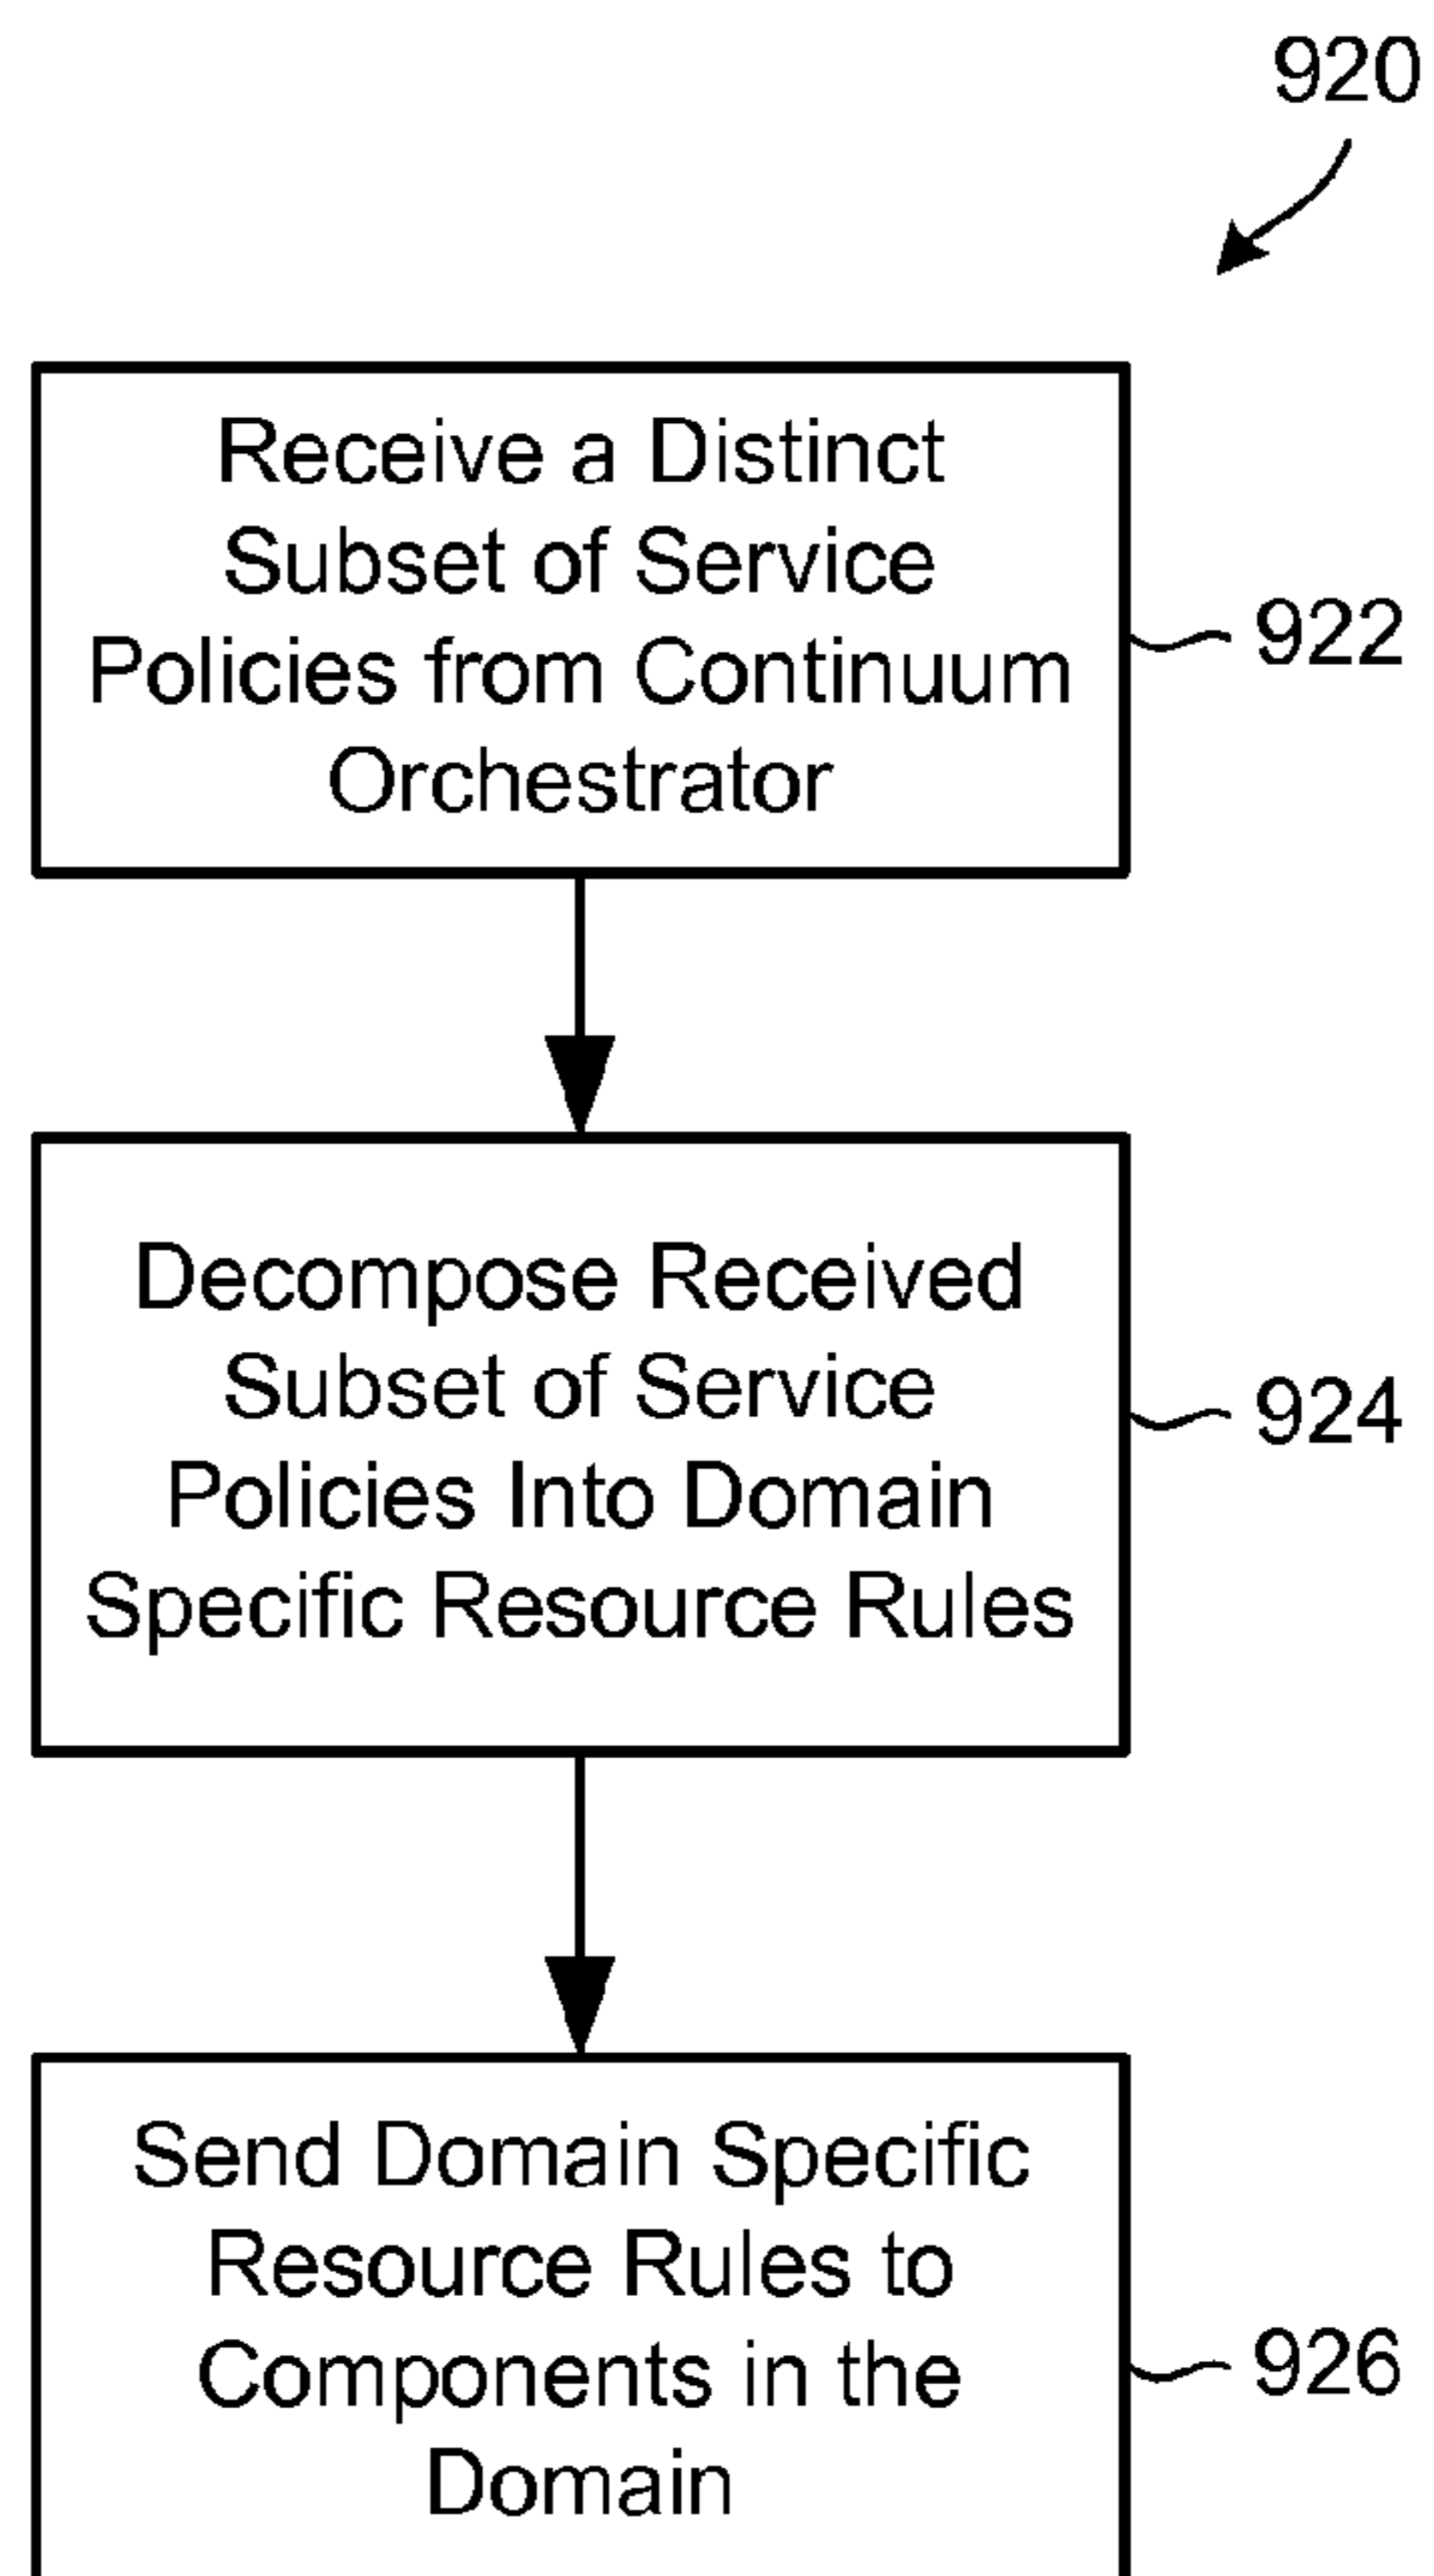 920
Receive a Distinct
Subset of Service
Policies from Continuum
Orchestrator
922
Decompose Received
Subset of Service
Policies Into Domain
Specific Resource Rules
924
Send Domain Specific
Resource Rules to
Components in the
Domain
926